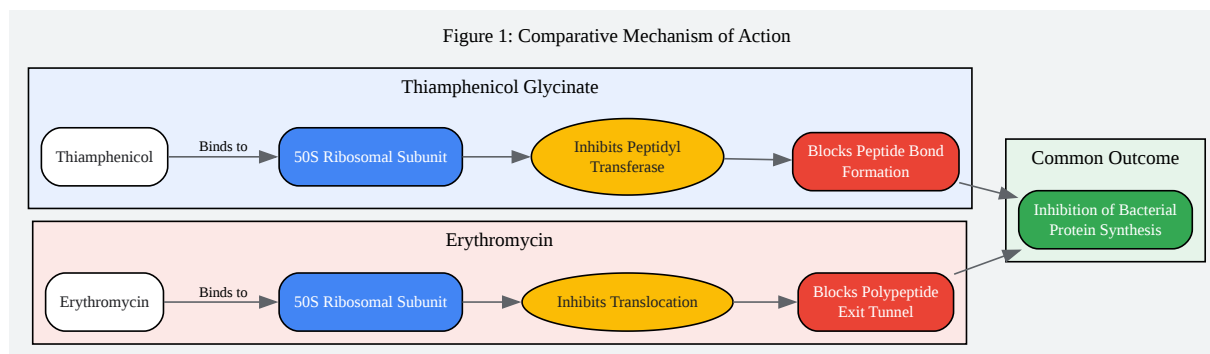 Figure 1: Comparative Mechanism of Action
Thiamphenicol Glycinate
Thiamphenicol
Binds to
50S Ribosomal Subunit
Inhibits Peptidyl
Transferase
Blocks Peptide Bond
Formation
Erythromycin
Erythromycin
Binds to
50S Ribosomal Subunit
Inhibits Translocation
Blocks Polypeptide
Exit Tunnel
Common Outcome
Inhibition of Bacterial
Protein Synthesis